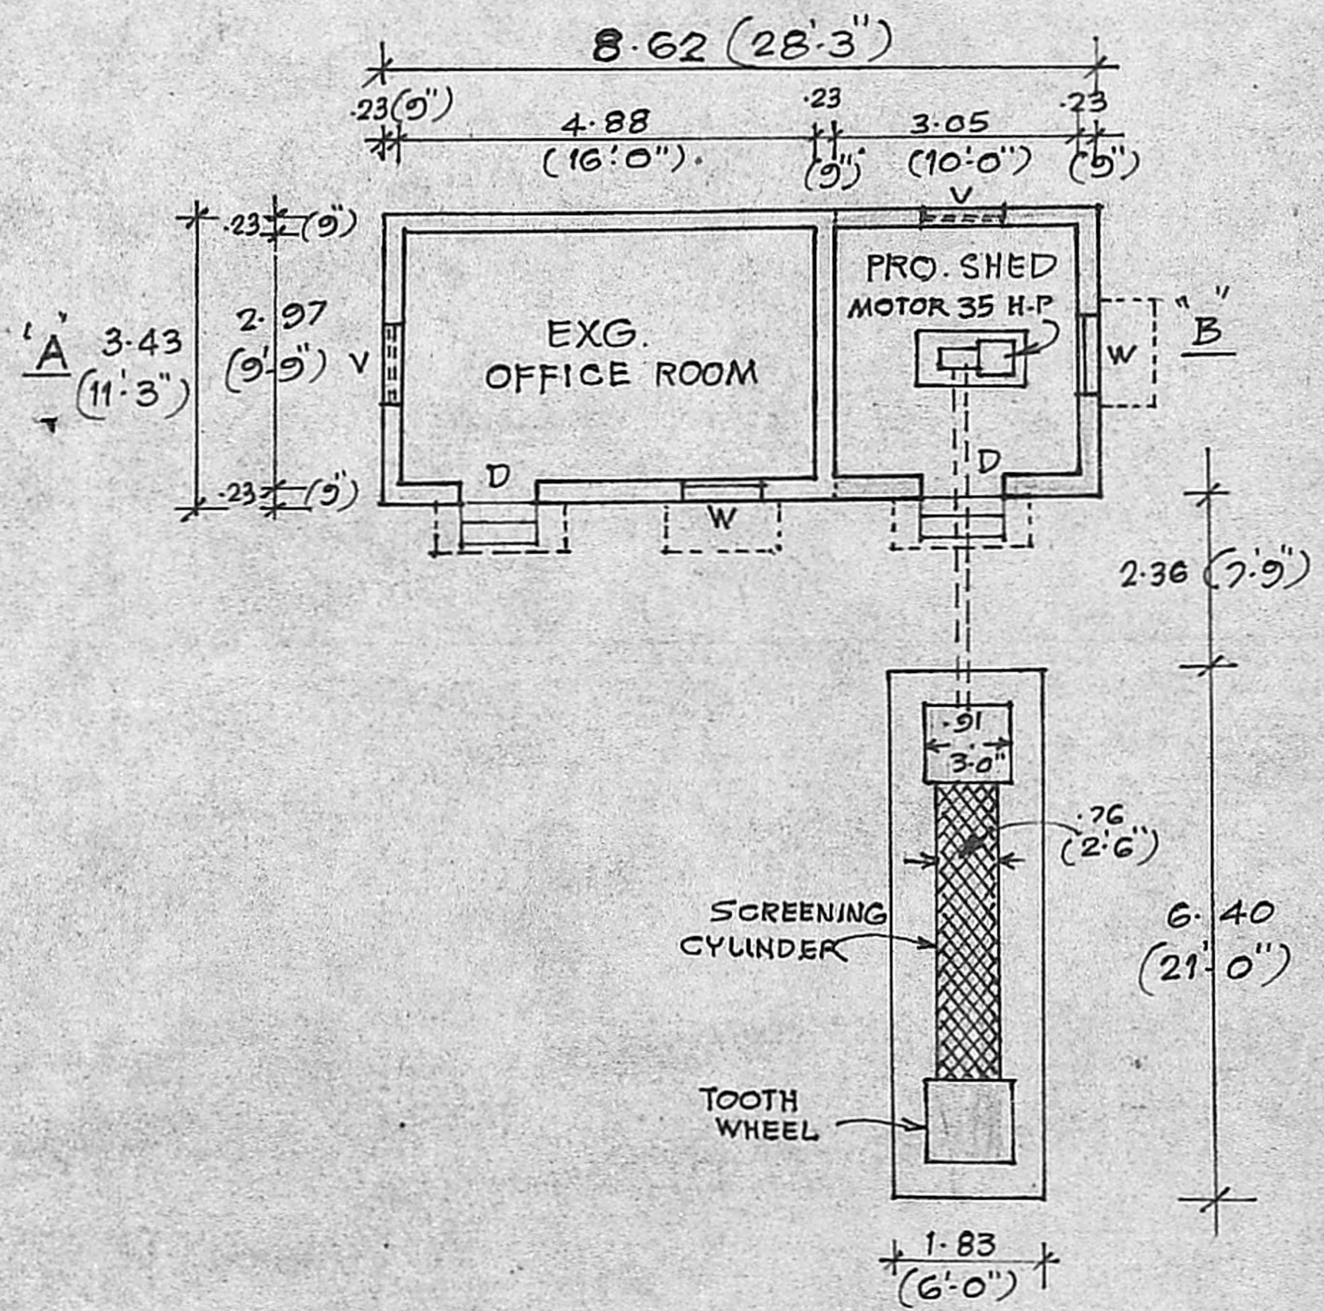 8.62 (28'-3")
.23(9")
4.88
(16'-0").
.23
(9")
3.05
(10'-0")
.23
(9")
V
.23 (9")
PRO. SHED
MOTOR 35 H-P
'A'
3.43
(11'-3")
2.97
(9'-9")
V
EXG.
OFFICE ROOM
W
"B"
D
D
.23 (9")
W
2.36 (7'-9")
.91
3-0"
.76
(2'-6")
SCREENING
CYLINDER
6.40
(21'-0")
TOOTH
WHEEL
1.83
(6'-0")